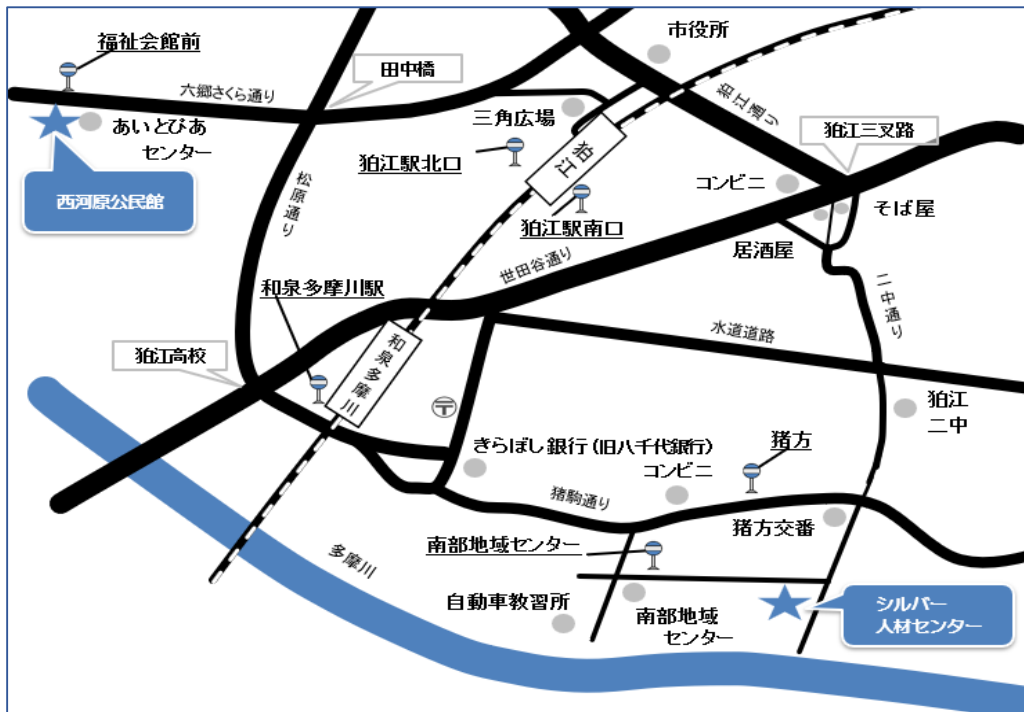 市役所
福祉会館前
田中橋
六郷さくら通り
狛江通り
三角広場
あいとぴあ
センター
狛江三叉路
狛江
狛江駅北口
コンビニ
松原通り
西河原公民館
そば屋
狛江駅南口
居酒屋
世田谷通り
二中通り
和泉多摩川駅
水道道路
狛江高校
和泉多摩川
狛江
二中
〒
きらぼし銀行(旧八千代銀行)
猪方
コンビニ
猪駒通り
猪方交番
南部地域センター
多摩川
自動車教習所
南部地域
センター
シルバー
人材センター